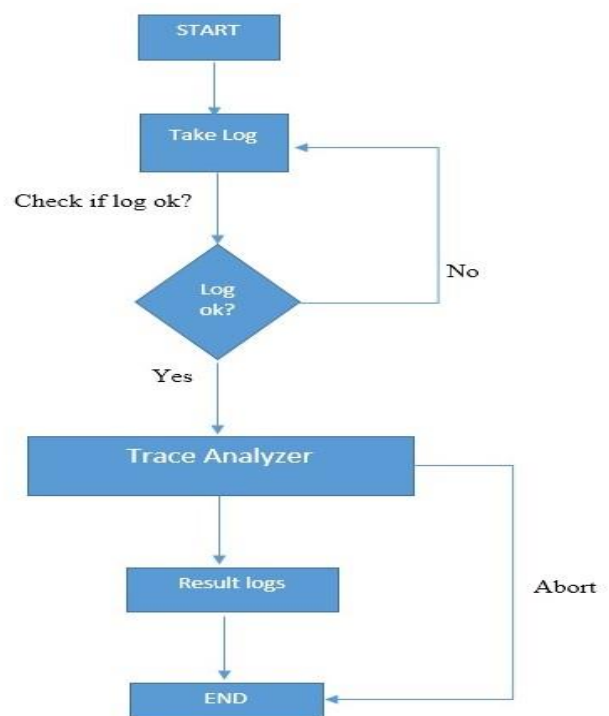 START
Take Log
Check if log ok?
No
Log
ok?
Yes
Trace Analyzer
Result logs
Abort
END